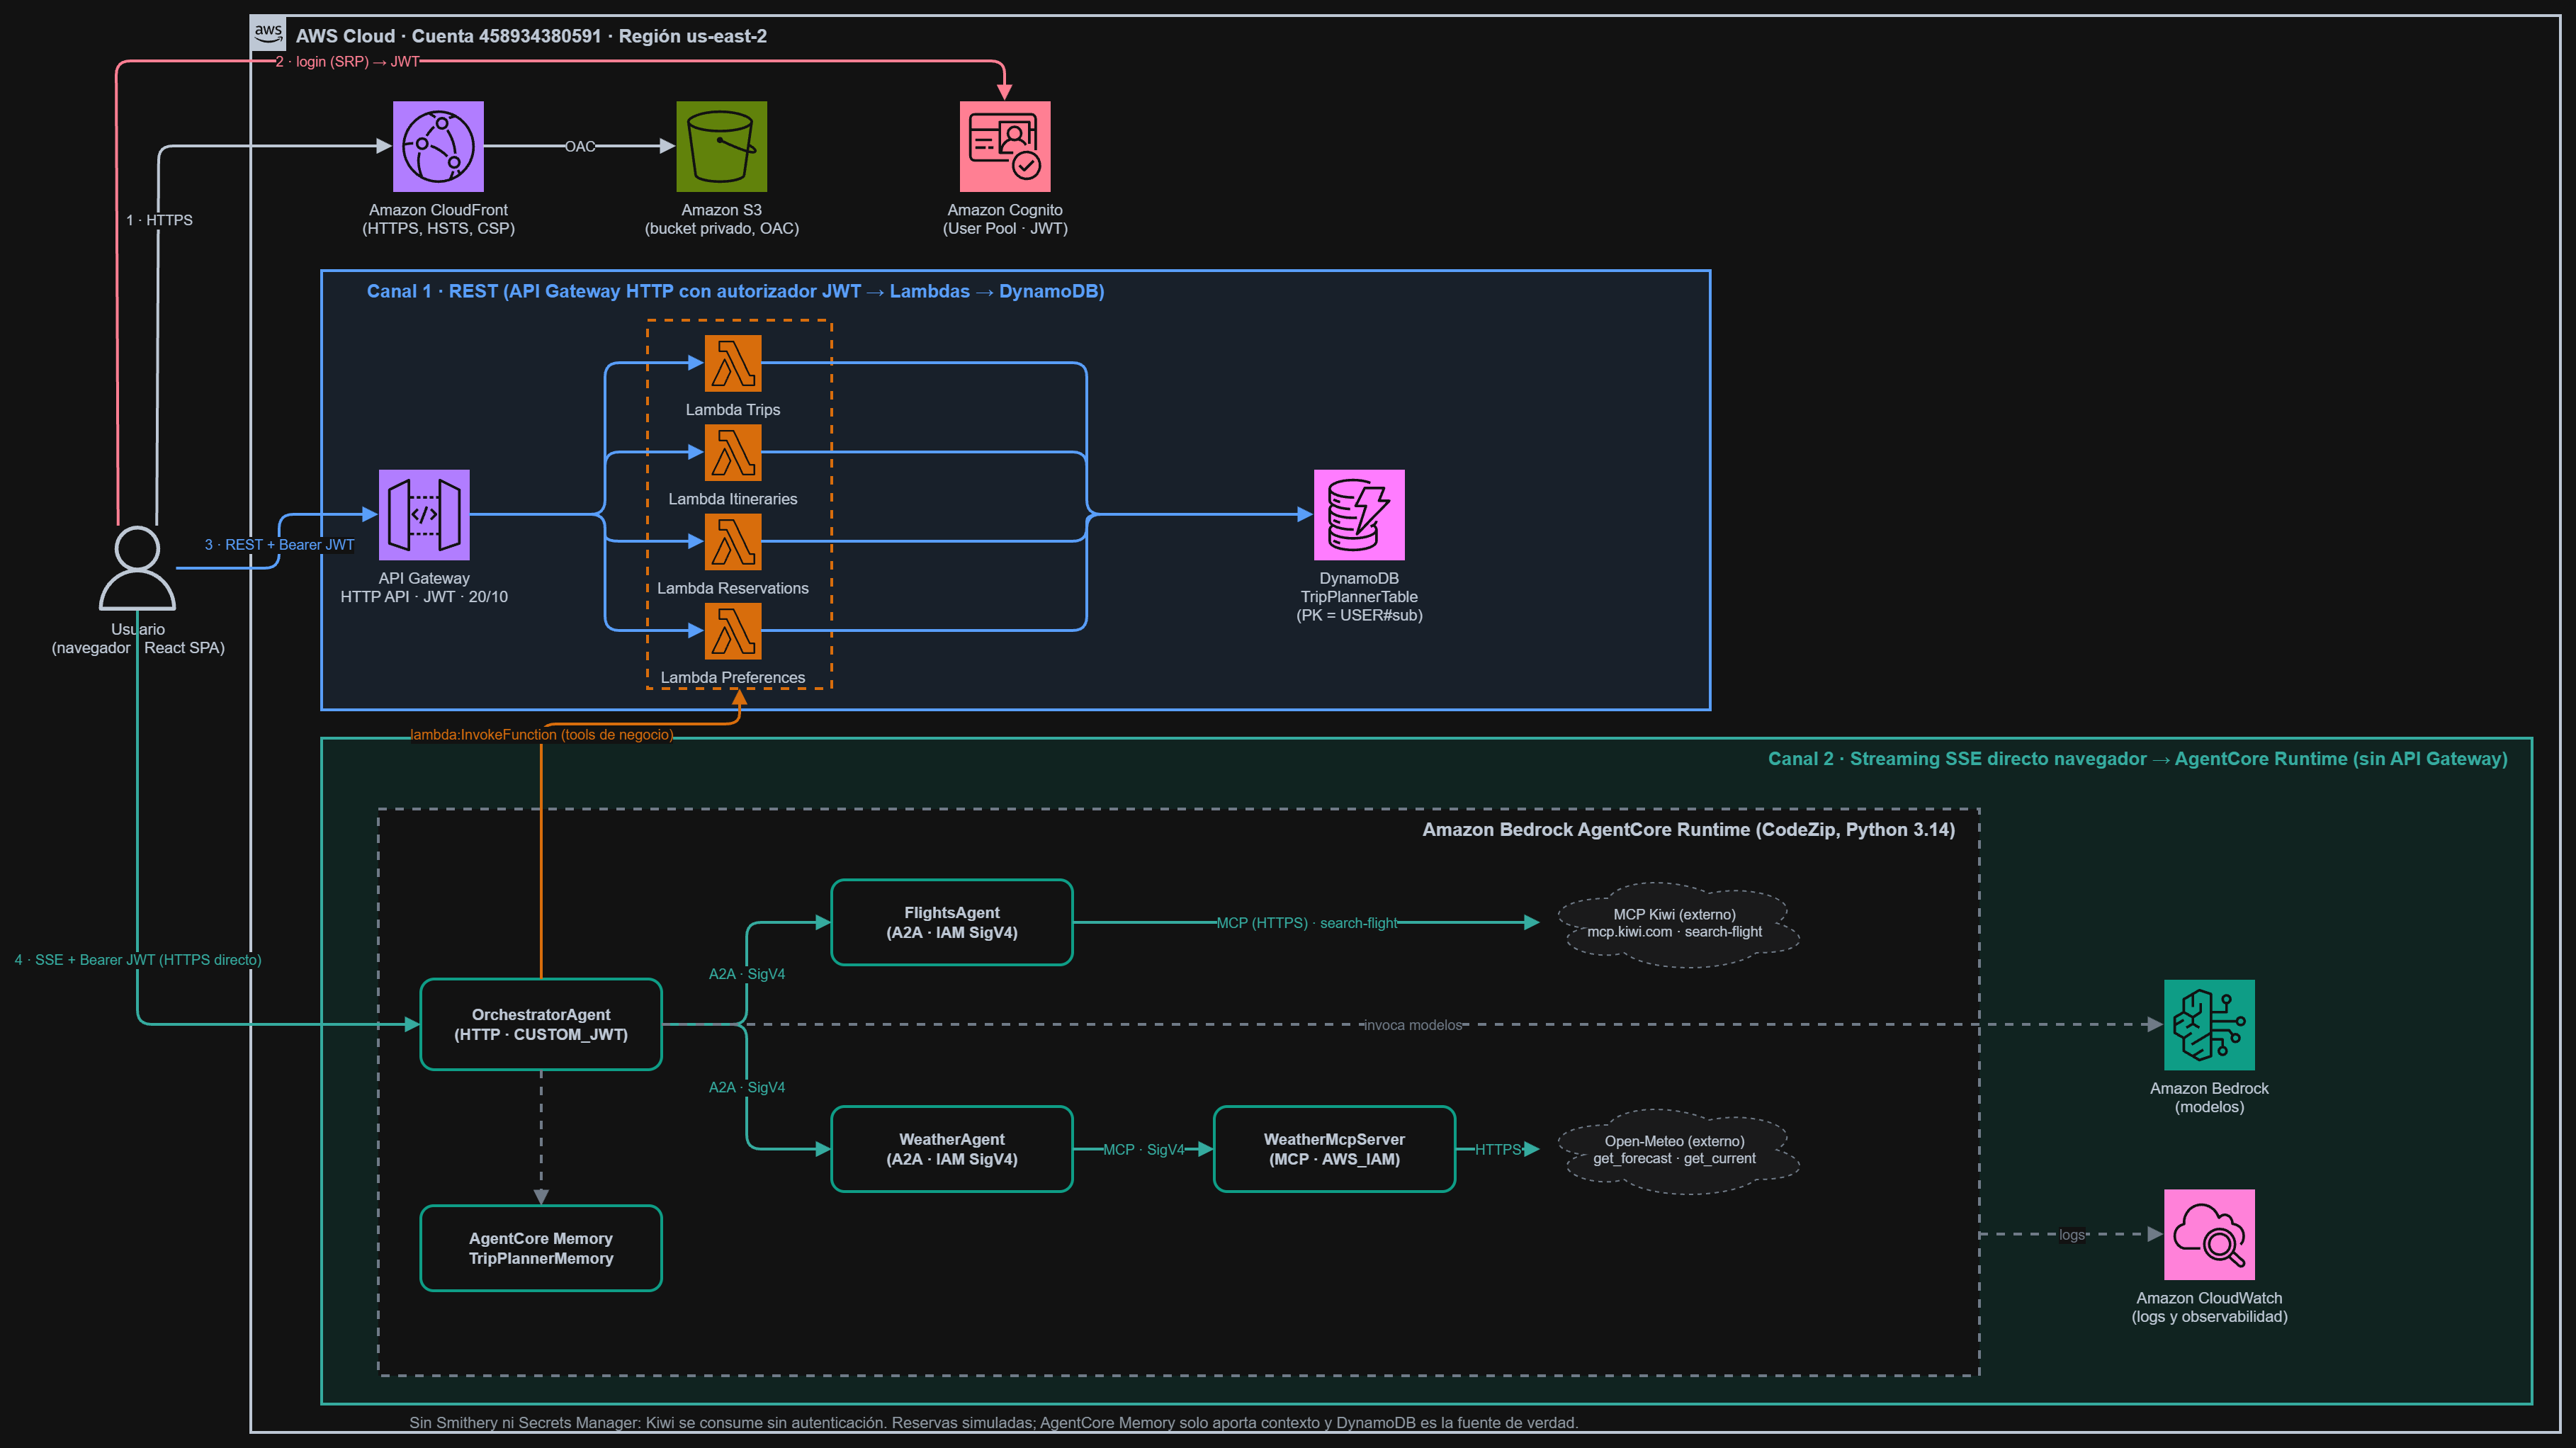 aws
AWS Cloud · Cuenta 458934380591 · Región us-east-2
2 · login (SRP) → JWT
1 · HTTPS
OAC
Amazon CloudFront
(HTTPS, HSTS, CSP)
Amazon S3
(bucket privado, OAC)
Amazon Cognito
(User Pool · JWT)
Canal 1 · REST (API Gateway HTTP con autorizador JWT → Lambdas → DynamoDB)
Lambda Trips
Lambda Itineraries
Lambda Reservations
Lambda Preferences
3 · REST + Bearer JWT
</>
API Gateway
HTTP API · JWT · 20/10
DynamoDB
TripPlannerTable
(PK = USER#sub)
Usuario
(navegador React SPA)
lambda:InvokeFunction (tools de negocio)
Canal 2 · Streaming SSE directo navegador → AgentCore Runtime (sin API Gateway)
Amazon Bedrock AgentCore Runtime (CodeZip, Python 3.14)
4 · SSE + Bearer JWT (HTTPS directo)
OrchestratorAgent
(HTTP · CUSTOM_JWT)
A2A · SigV4
FlightsAgent
(A2A · IAM SigV4)
MCP (HTTPS) · search-flight
MCP Kiwi (externo)
mcp.kiwi.com · search-flight
invoca modelos
Amazon Bedrock
(modelos)
A2A · SigV4
WeatherAgent
(A2A · IAM SigV4)
MCP · SigV4
WeatherMcpServer
(MCP · AWS_IAM)
HTTPS
Open-Meteo (externo)
get_forecast · get_current
AgentCore Memory
TripPlannerMemory
logs
Amazon CloudWatch
(logs y observabilidad)
Sin Smithery ni Secrets Manager: Kiwi se consume sin autenticación. Reservas simuladas; AgentCore Memory solo aporta contexto y DynamoDB es la fuente de verdad.